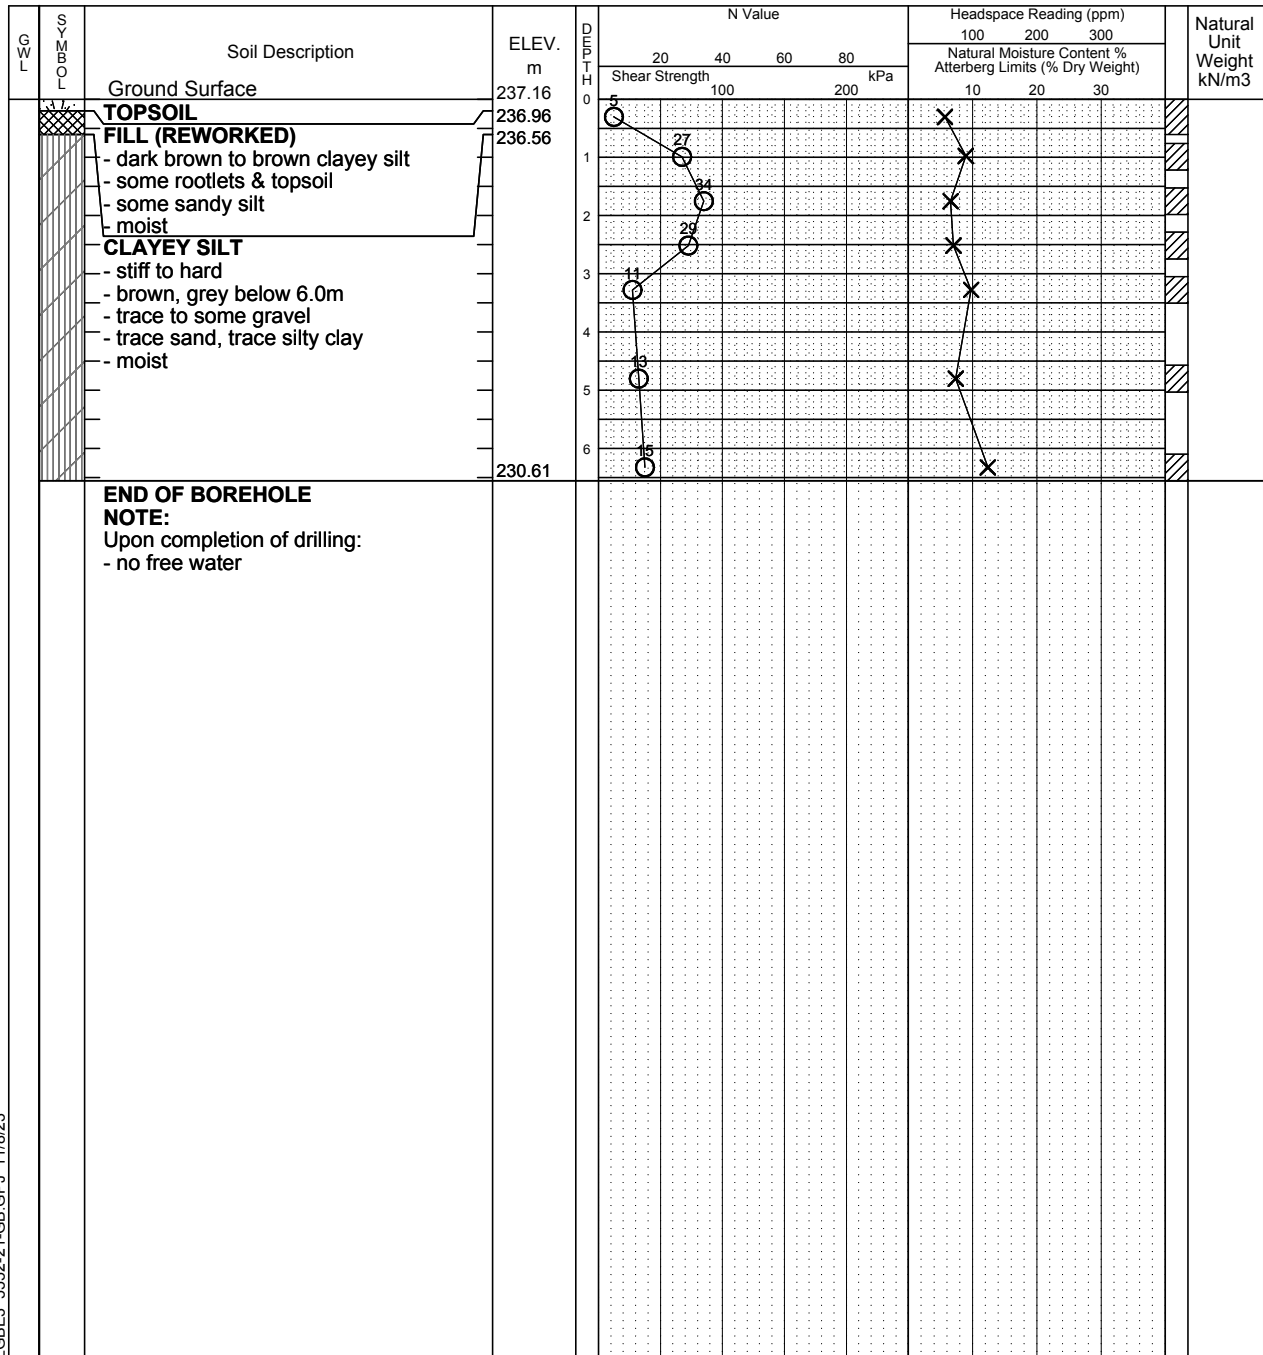 GWL
SYMBOL
Soil Description
Ground Surface
ELEV.
m
237.16
DEPTH
N Value
20 40 60 80
Shear Strength kPa
100 200
Headspace Reading (ppm)
100 200 300
Natural Moisture Content %
Atterberg Limits (% Dry Weight)
10 20 30
Natural
Unit
Weight
kN/m3
0
TOPSOIL 236.96
5
FILL (REWORKED) 236.56
27
- dark brown to brown clayey silt
1
- some rootlets & topsoil
34
- some sandy silt
2
- moist
29
CLAYEY SILT
- stiff to hard
3
11
- brown, grey below 6.0m
- trace to some gravel
4
- trace sand, trace silty clay
- moist
13
5
6
15
230.61
END OF BOREHOLE
NOTE:
Upon completion of drilling:
- no free water